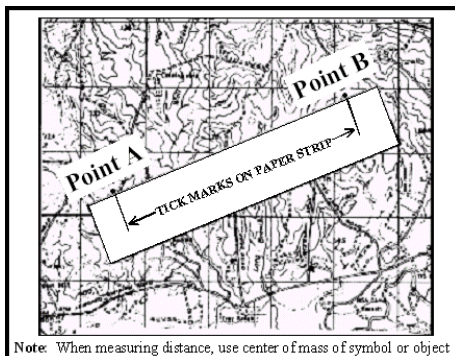 Point B
Point A
TICK MARKS ON PAPER STRIP
Note: When measuring distance, use center of mass of symbol or object